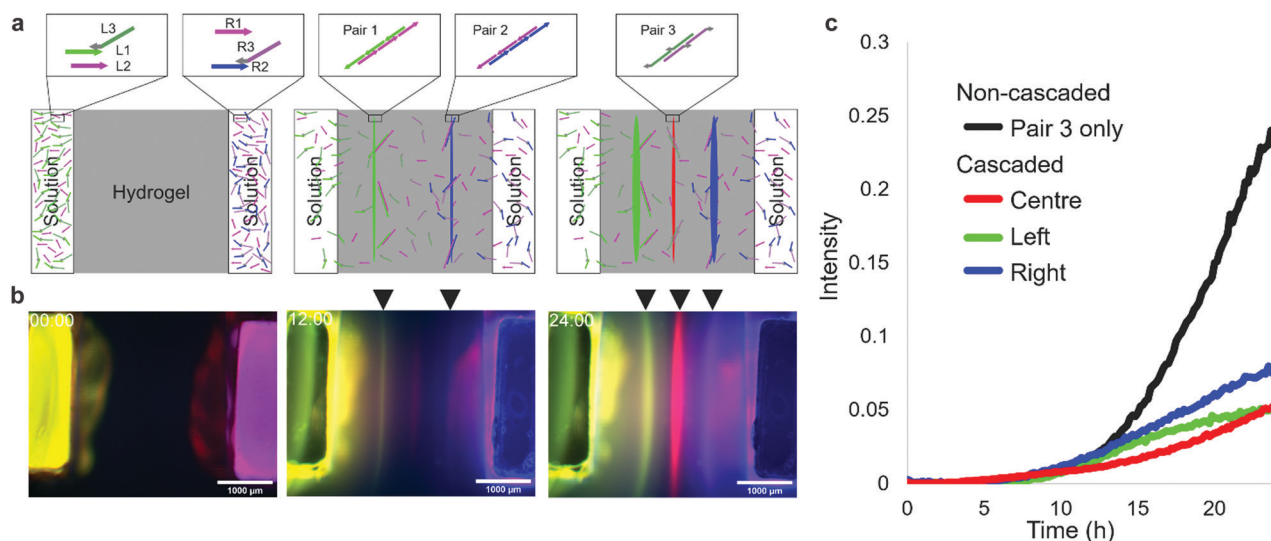 a
L3
L1
L2
R1
R3
R2
Pair 1
Pair 2
Pair 3
Solution
Hydrogel
Solution
Solution
Solution
Solution
Solution
b
00:00
1000 µm
12:00
1000 µm
24:00
1000 µm
c
0.3
0.25
0.2
0.15
0.1
0.05
0
Intensity
Non-cascaded
Pair 3 only
Cascaded
Centre
Left
Right
0
5
10
15
20
Time (h)